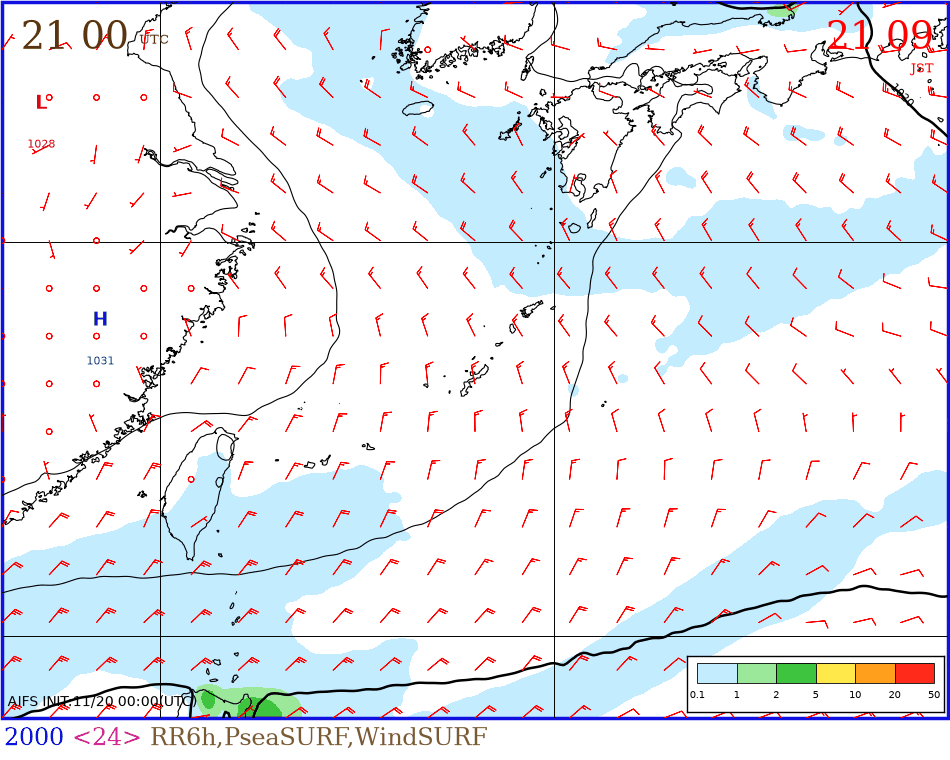 21 00 UTC
21 09
JST
L
1028
H
1031
1020
0.1 1 2 5 10 20 50
AIFS INIT:11/20 00:00(UTC)
2000 <24> RR6h,PseaSURF,WindSURF